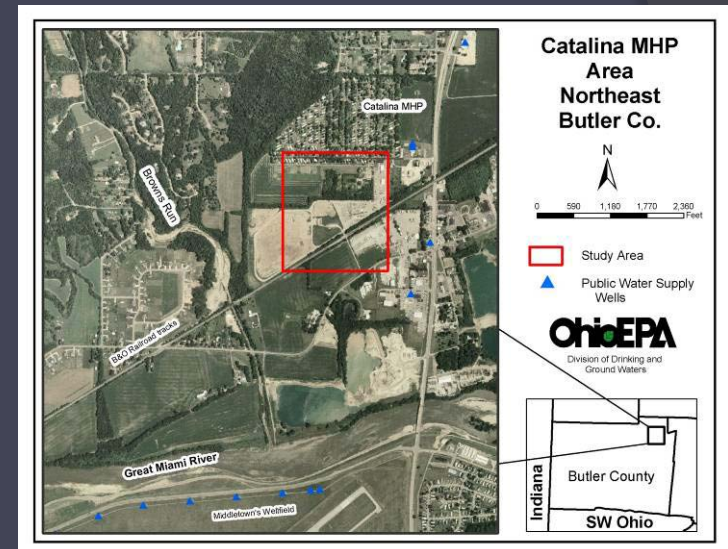 Catalina MHP
Area
Northeast
Butler Co.
N
0 590 1,180 1,770 2,360
Feet
Study Area
Public Water Supply
Wells
OhioEPA
Division of Drinking and
Ground Waters
Indiana
Butler County
SW Ohio
Catalina MHP
Browns Run
B&O Railroad tracks
Great Miami River
Middletown's Wellfield